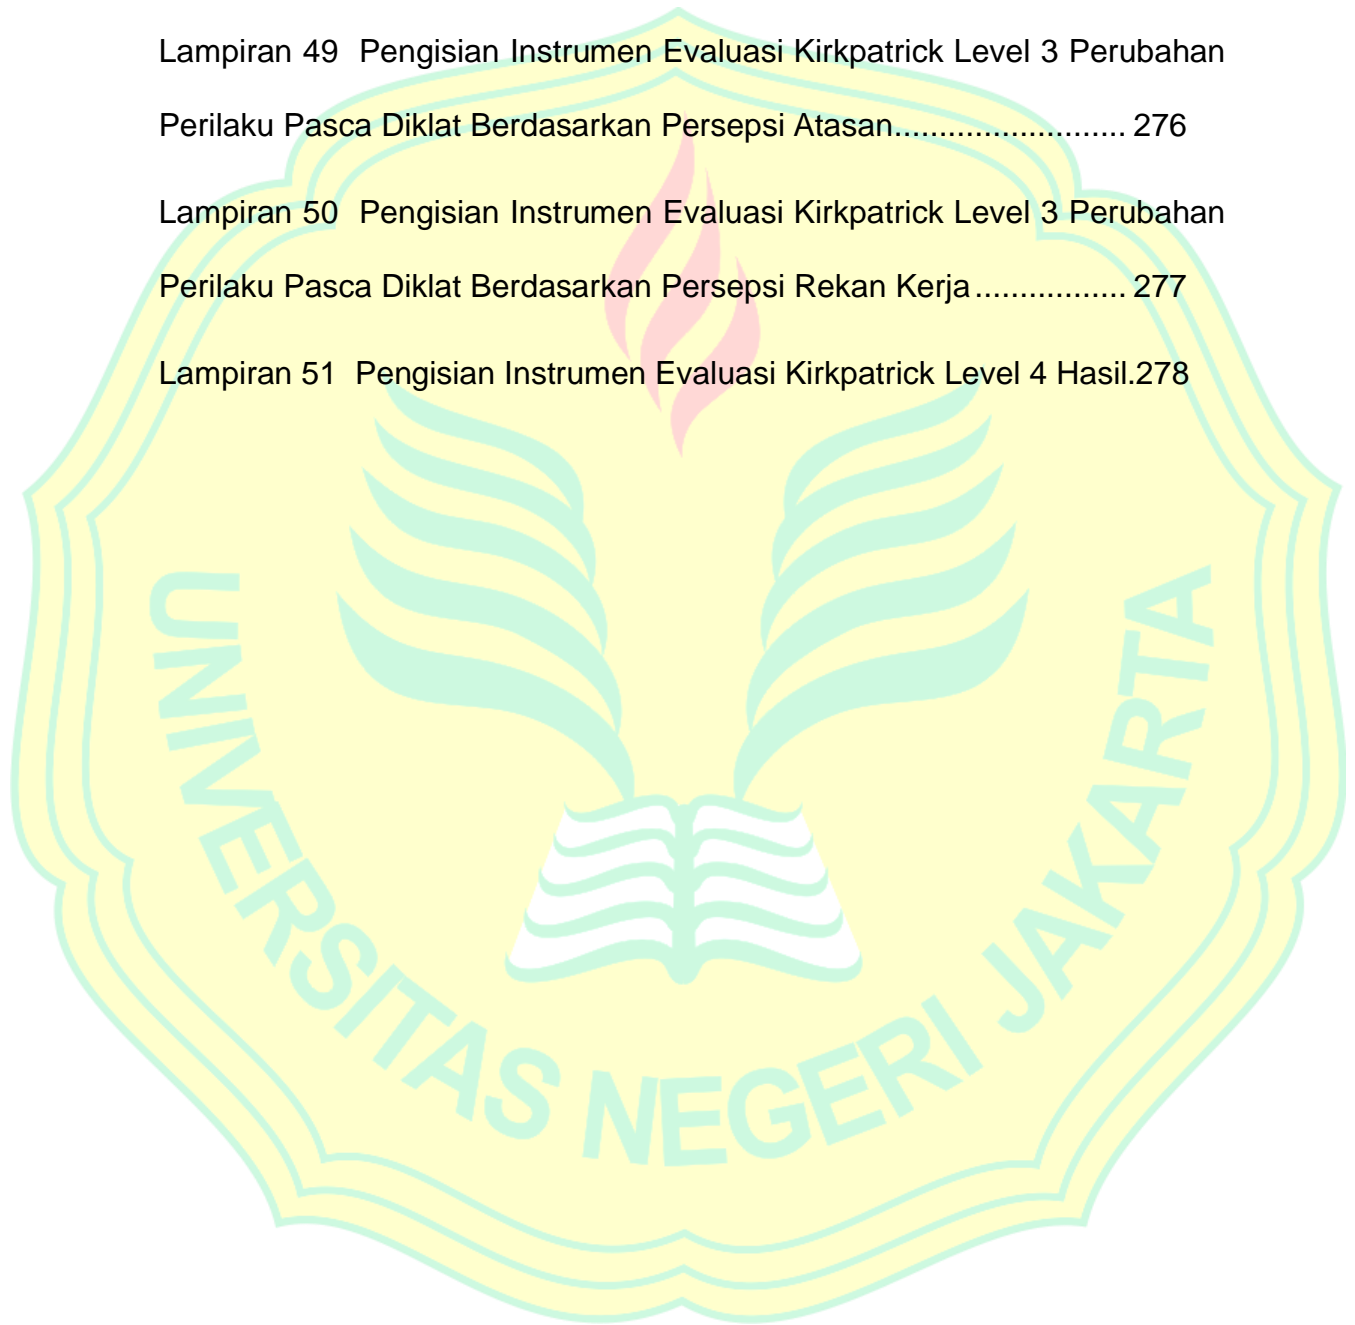 Lampiran 49 Pengisian Instrumen Evaluasi Kirkpatrick Level 3 Perubahan
Perilaku Pasca Diklat Berdasarkan Persepsi Atasan.......................... 276
Lampiran 50 Pengisian Instrumen Evaluasi Kirkpatrick Level 3 Perubahan
Perilaku Pasca Diklat Berdasarkan Persepsi Rekan Kerja................. 277
Lampiran 51 Pengisian Instrumen Evaluasi Kirkpatrick Level 4 Hasil.278
UNIVERSITAS NEGERI JAKARTA